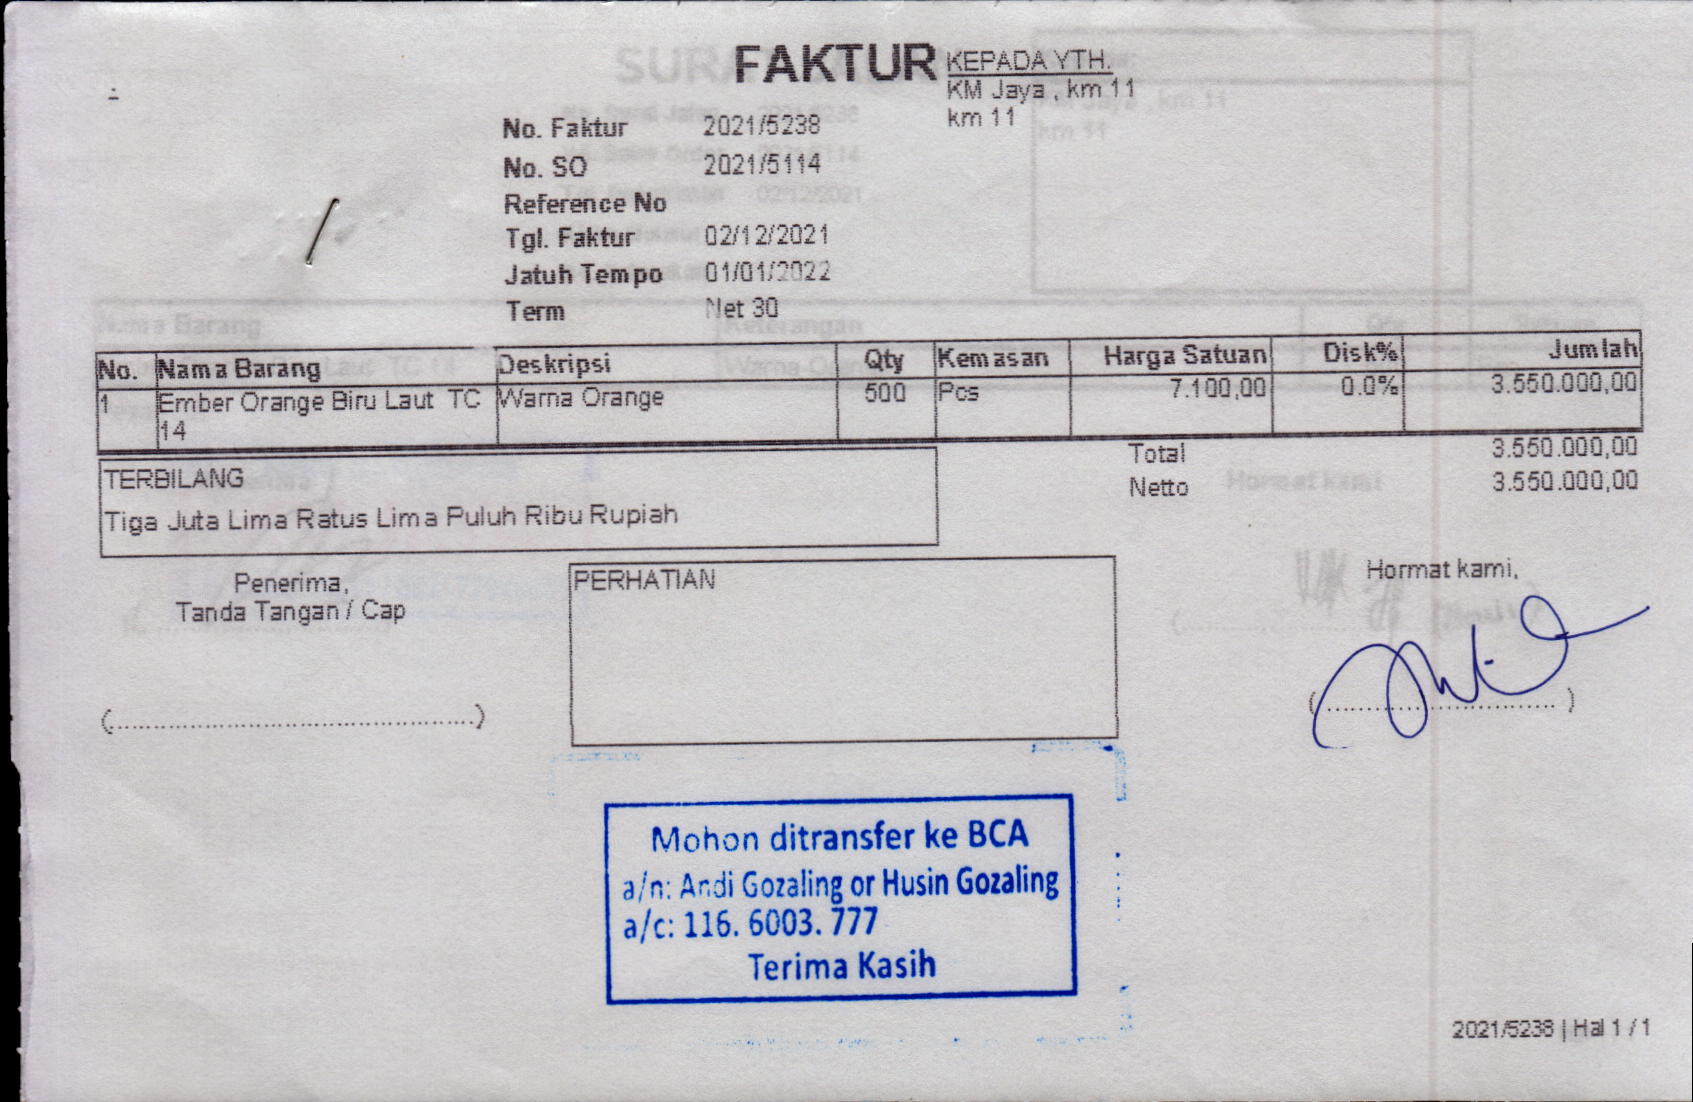 FAKTUR
KEPADA YTH.
KM Jaya , km 11
km 11
No. Faktur 2021/5238
No. SO 2021/5114
Reference No
Tgl. Faktur 02/12/2021
Jatuh Tempo 01/01/2022
Term Net 30
No. Nama Barang Deskripsi Qty Kemasan Harga Satuan Disk% Jumlah
1 Ember Orange Biru Laut TC Warna Orange 500 Pcs 7.100,00 0.0% 3.550.000,00
14
Total 3.550.000,00
Netto 3.550.000,00
TERBILANG
Tiga Juta Lima Ratus Lima Puluh Ribu Rupiah
Penerima,
Tanda Tangan / Cap
(..................................................)
PERHATIAN
Hormat kami,
(..................................)
Mohon ditransfer ke BCA
a/n: Andi Gozaling or Husin Gozaling
a/c: 116. 6003. 777
Terima Kasih
2021/5238 | Hal 1 / 1